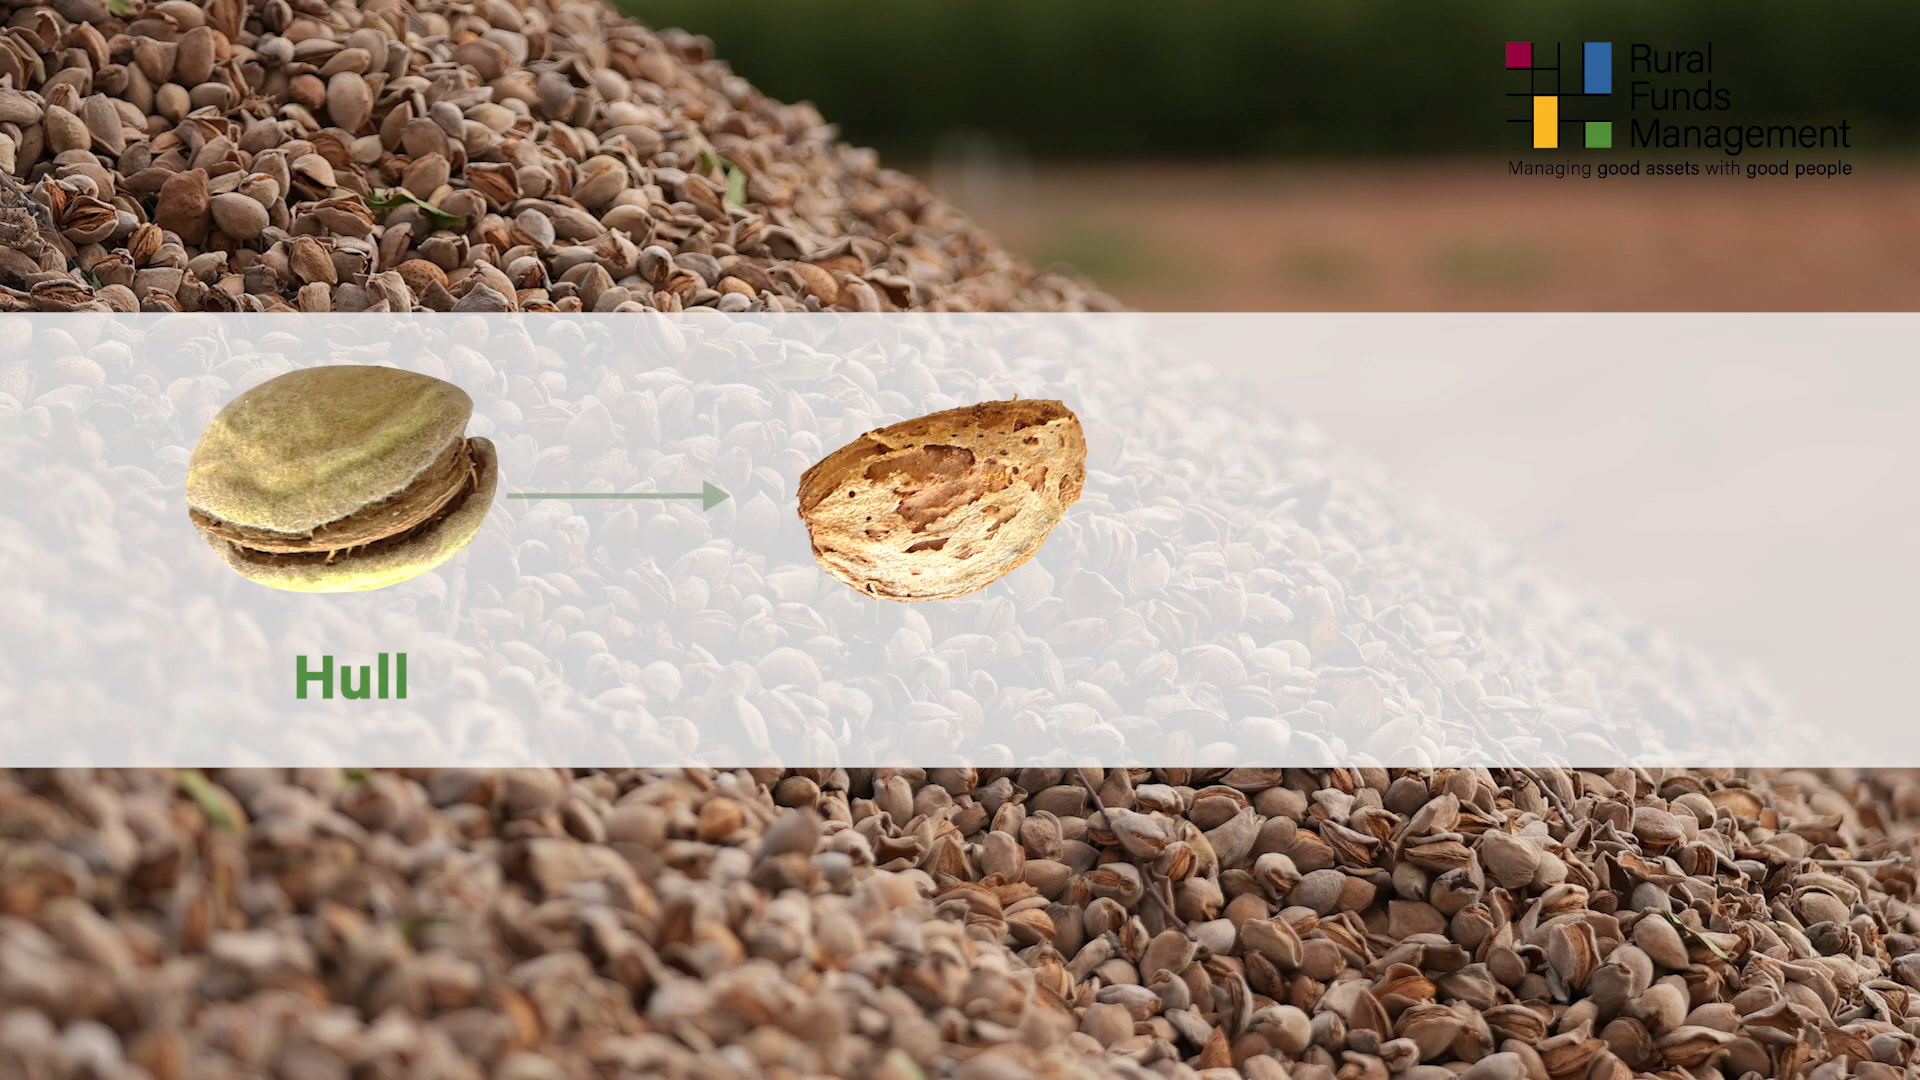 Rural
Funds
Management
Managing good assets with good people
Hull